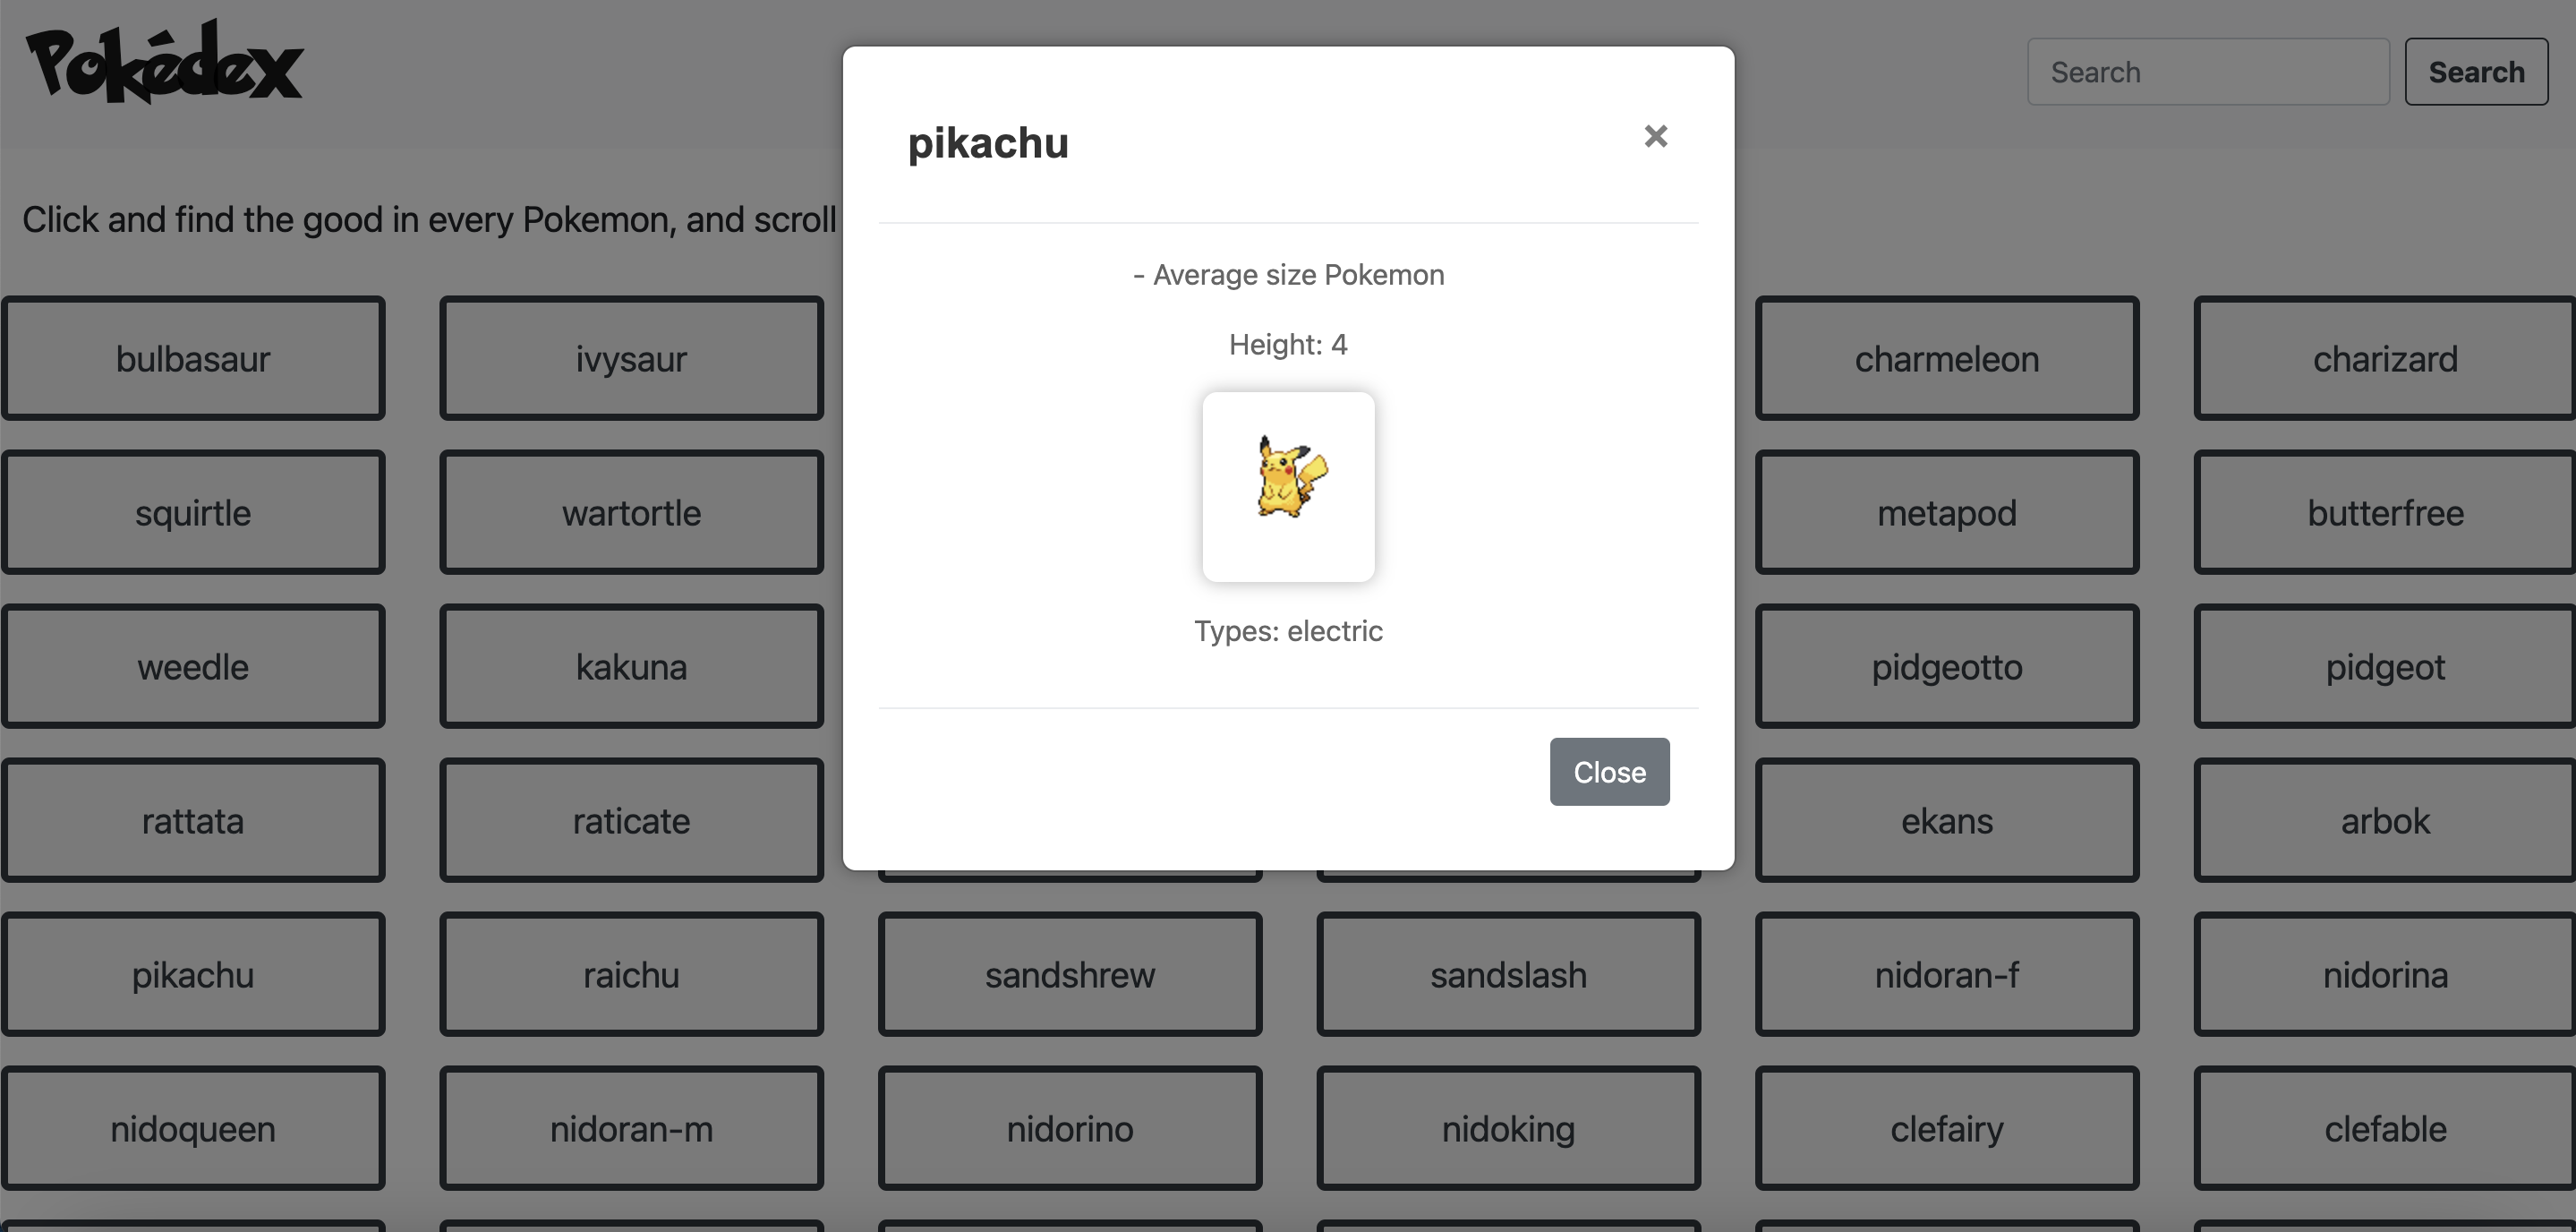 Pokédex
Search
Search
Click and find the good in every Pokemon, and scroll
pikachu
×
- Average size Pokemon
Height: 4
Types: electric
Close
bulbasaur
ivysaur
charmeleon
charizard
squirtle
wartortle
metapod
butterfree
weedle
kakuna
pidgeotto
pidgeot
rattata
raticate
ekans
arbok
pikachu
raichu
sandshrew
sandslash
nidoran-f
nidorina
nidoqueen
nidoran-m
nidorino
nidoking
clefairy
clefable